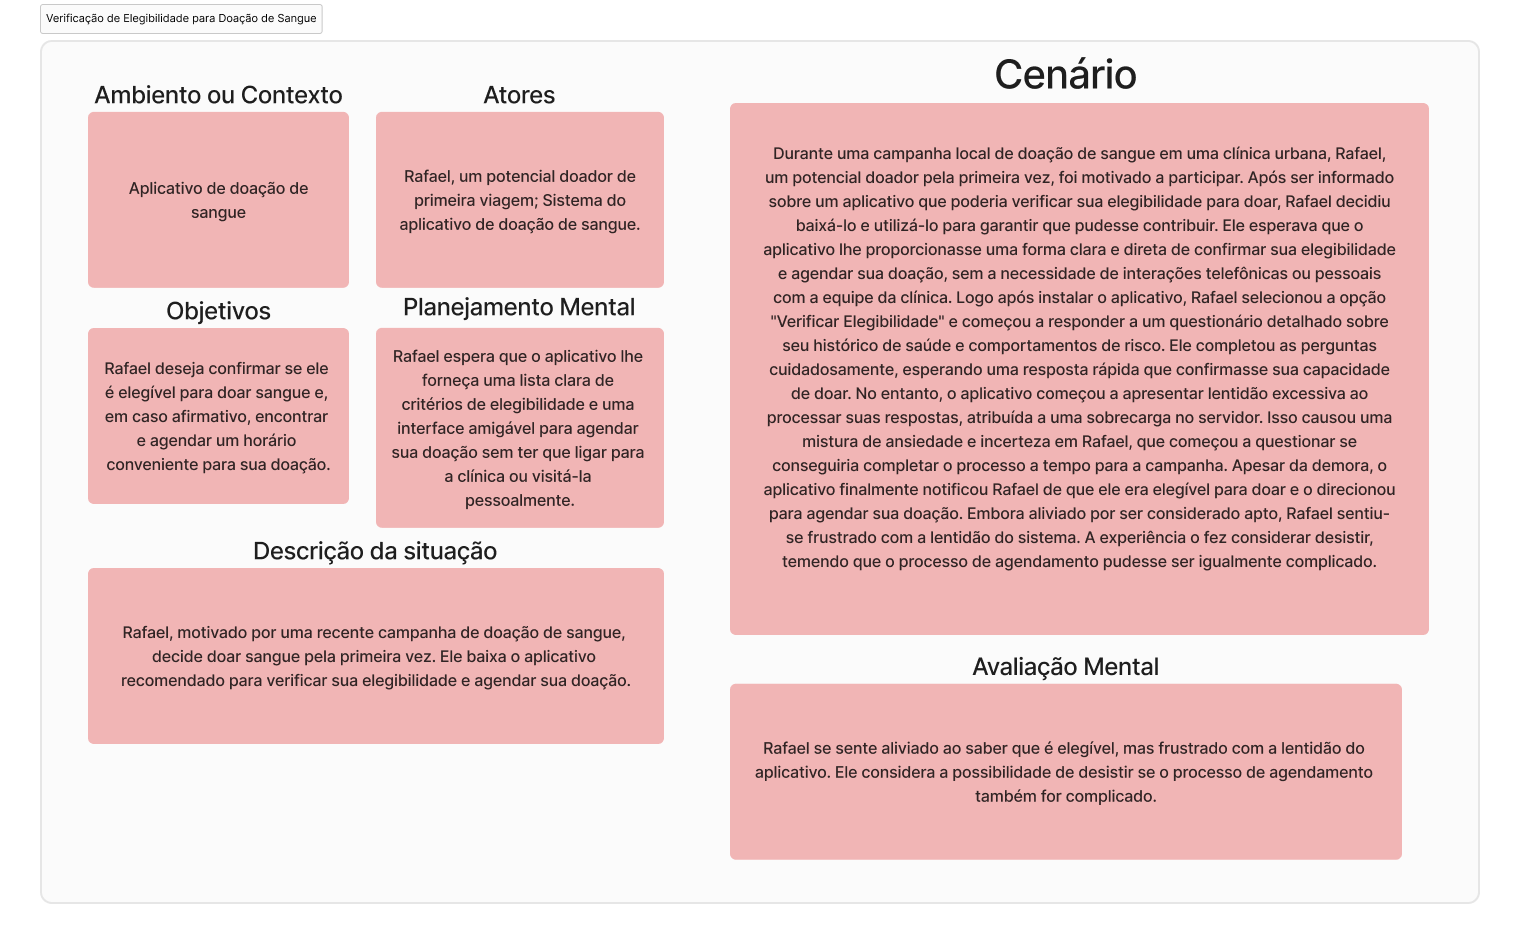 Verificação de Elegibilidade para Doação de Sangue
Ambiento ou Contexto
Aplicativo de doação de
sangue
Atores
Rafael, um potencial doador de
primeira viagem; Sistema do
aplicativo de doação de sangue.
Objetivos
Rafael deseja confirmar se ele
é elegível para doar sangue e,
em caso afirmativo, encontrar
e agendar um horário
conveniente para sua doação.
Planejamento Mental
Rafael espera que o aplicativo lhe
forneça uma lista clara de
critérios de elegibilidade e uma
interface amigável para agendar
sua doação sem ter que ligar para
a clínica ou visitá-la
pessoalmente.
Descrição da situação
Rafael, motivado por uma recente campanha de doação de sangue,
decide doar sangue pela primeira vez. Ele baixa o aplicativo
recomendado para verificar sua elegibilidade e agendar sua doação.
Cenário
Durante uma campanha local de doação de sangue em uma clínica urbana, Rafael,
um potencial doador pela primeira vez, foi motivado a participar. Após ser informado
sobre um aplicativo que poderia verificar sua elegibilidade para doar, Rafael decidiu
baixá-lo e utilizá-lo para garantir que pudesse contribuir. Ele esperava que o
aplicativo lhe proporcionasse uma forma clara e direta de confirmar sua elegibilidade
e agendar sua doação, sem a necessidade de interações telefônicas ou pessoais
com a equipe da clínica. Logo após instalar o aplicativo, Rafael selecionou a opção
"Verificar Elegibilidade" e começou a responder a um questionário detalhado sobre
seu histórico de saúde e comportamentos de risco. Ele completou as perguntas
cuidadosamente, esperando uma resposta rápida que confirmasse sua capacidade
de doar. No entanto, o aplicativo começou a apresentar lentidão excessiva ao
processar suas respostas, atribuída a uma sobrecarga no servidor. Isso causou uma
mistura de ansiedade e incerteza em Rafael, que começou a questionar se
conseguiria completar o processo a tempo para a campanha. Apesar da demora, o
aplicativo finalmente notificou Rafael de que ele era elegível para doar e o direcionou
para agendar sua doação. Embora aliviado por ser considerado apto, Rafael sentiu-
se frustrado com a lentidão do sistema. A experiência o fez considerar desistir,
temendo que o processo de agendamento pudesse ser igualmente complicado.
Avaliação Mental
Rafael se sente aliviado ao saber que é elegível, mas frustrado com a lentidão do
aplicativo. Ele considera a possibilidade de desistir se o processo de agendamento
também for complicado.